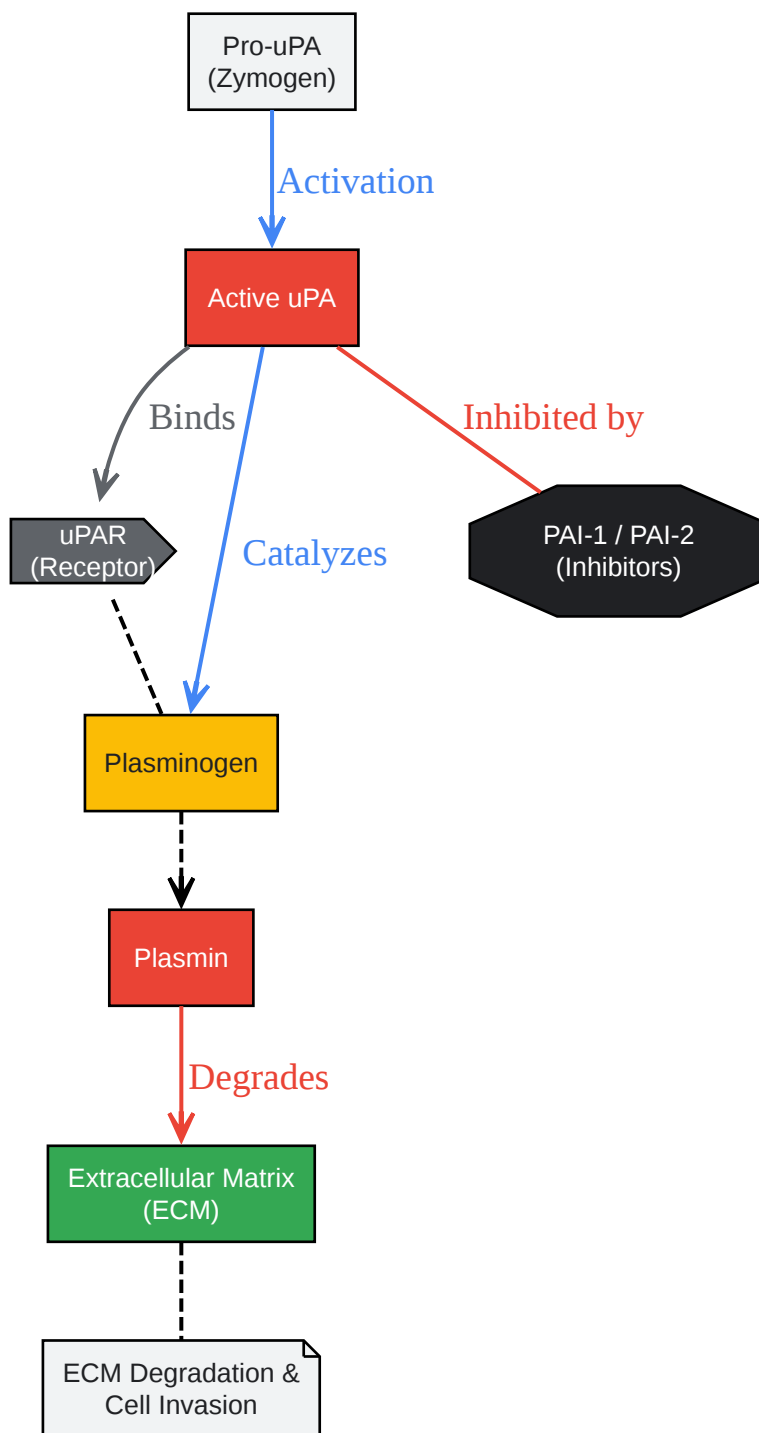 Pro-uPA
(Zymogen)
Activation
Active uPA
Binds
Inhibited by
uPAR
(Receptor)
Catalyzes
PAI-1 / PAI-2
(Inhibitors)
Plasminogen
Plasmin
Degrades
Extracellular Matrix
(ECM)
ECM Degradation &
Cell Invasion